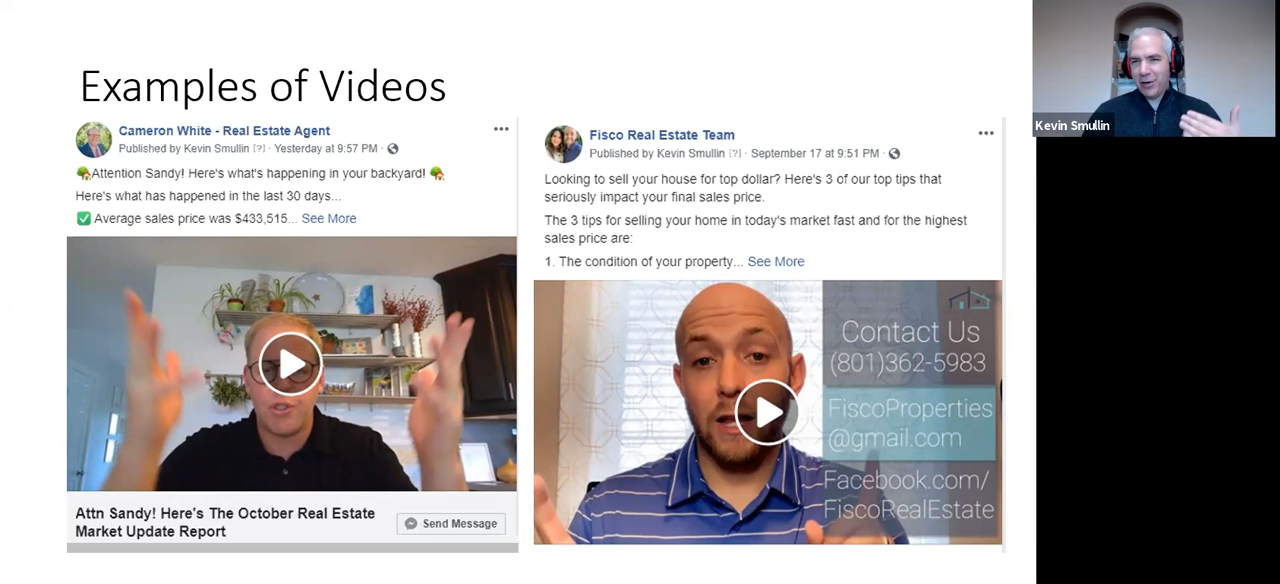 Examples of Videos
Cameron White - Real Estate Agent
Published by Kevin Smullin [?] · Yesterday at 9:57 PM ·
Attention Sandy! Here's what's happening in your backyard!
Here's what has happened in the last 30 days...
✅ Average sales price was $433,515... See More
Attn Sandy! Here's The October Real Estate
Market Update Report
Send Message
Fisco Real Estate Team
Published by Kevin Smullin [?] · September 17 at 9:51 PM ·
Looking to sell your house for top dollar? Here's 3 of our top tips that
seriously impact your final sales price.
The 3 tips for selling your home in today's market fast and for the highest
sales price are:
1. The condition of your property... See More
Contact Us
(801)362-5983
FiscoProperties
@gmail.com
Facebook.com/
FiscoRealEstate
Kevin Smullin